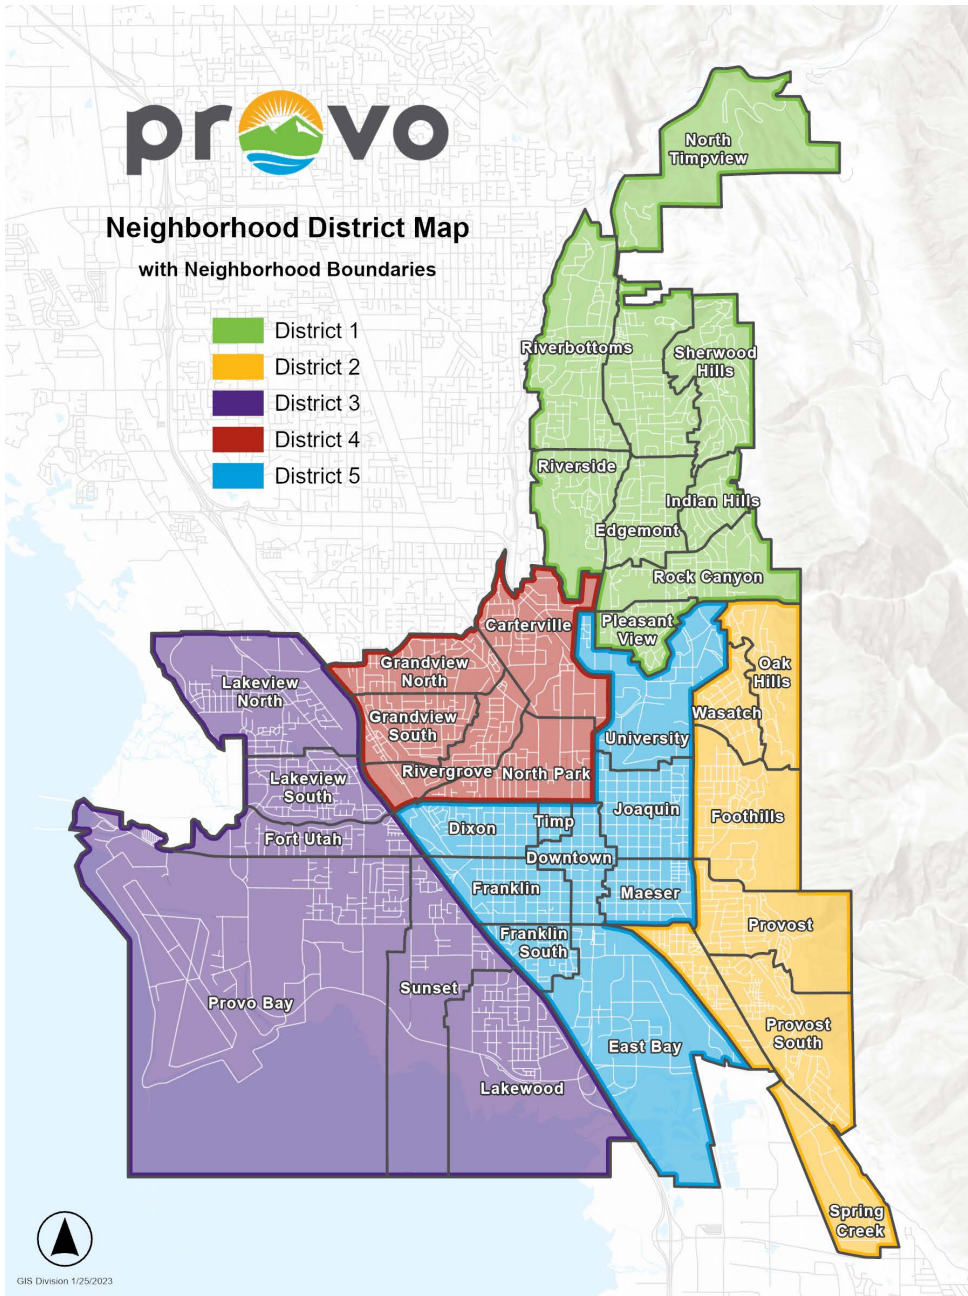 provo
Neighborhood District Map
with Neighborhood Boundaries
District 1
District 2
District 3
District 4
District 5
North
Timpview
Riverbottoms
Sherwood
Hills
Riverside
Indian Hills
Edgemont
Rock Canyon
Pleasant
View
Carterville
Grandview
North
Oak
Hills
Lakeview
North
Grandview
South
Wasatch
University
Rivergrove
North Park
Lakeview
South
Joaquin
Foothills
Timp
Dixon
Fort Utah
Downtown
Franklin
Maeser
Provost
Franklin
South
Sunset
Provo Bay
Provost
South
East Bay
Lakewood
Spring
Creek
GIS Division 1/25/2023